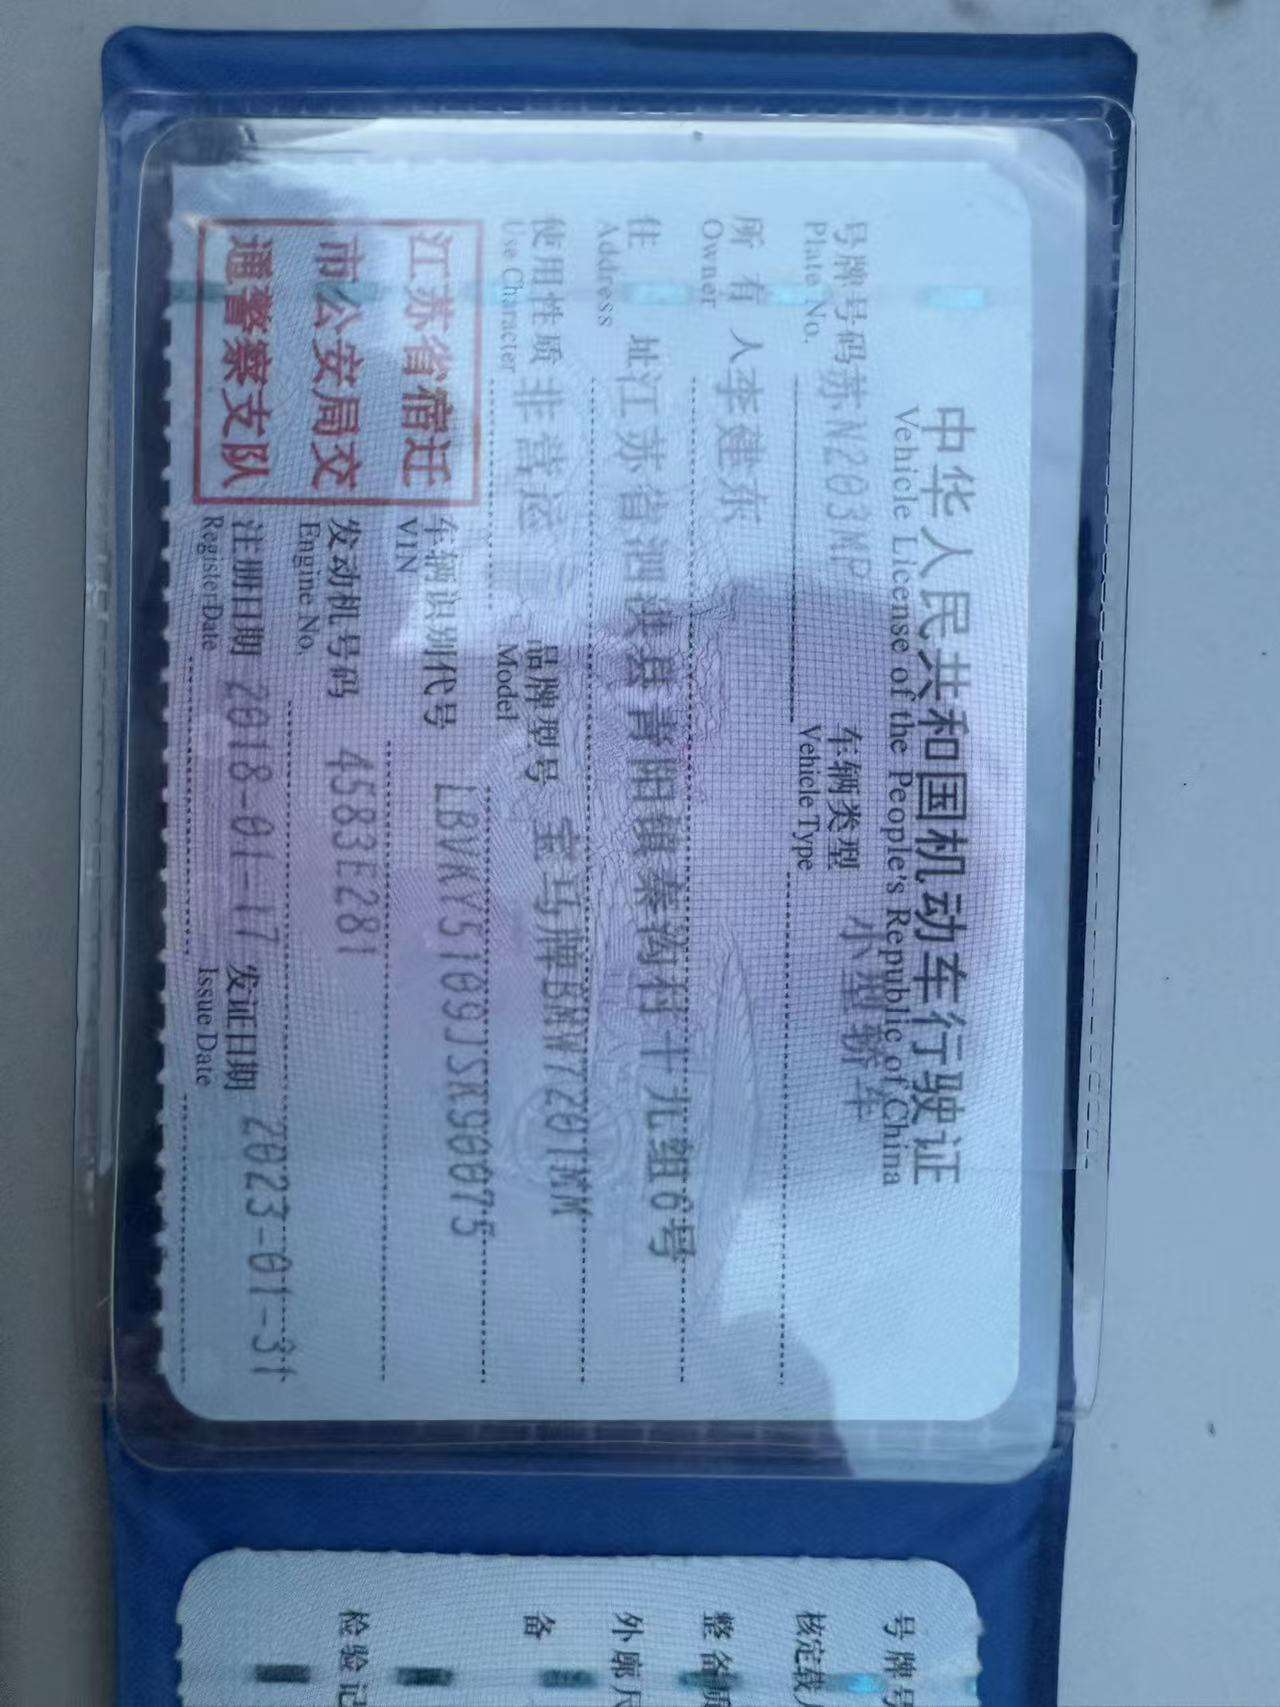 中华人民共和国机动车行驶证
Vehicle License of the People's Republic of China
号牌号码 苏N203MP 车辆类型 小型轿车
Plate No. Vehicle Type
所有人 李建东
Owner
住址 江苏省泗洪县青阳镇秦沟村十九组6号
Address
使用性质 非营运 品牌型号 宝马牌BMW7201MM
Use Character Model
车辆识别代号 LBVKY5109JSK90075
VIN
发动机号码 4583E281
Engine No.
注册日期 2018-01-17 发证日期 2023-01-31
Register Date Issue Date
江苏省宿迁
市公安局交
通警察支队
号牌号
核定载
整备质
外廓尺
备
检验记